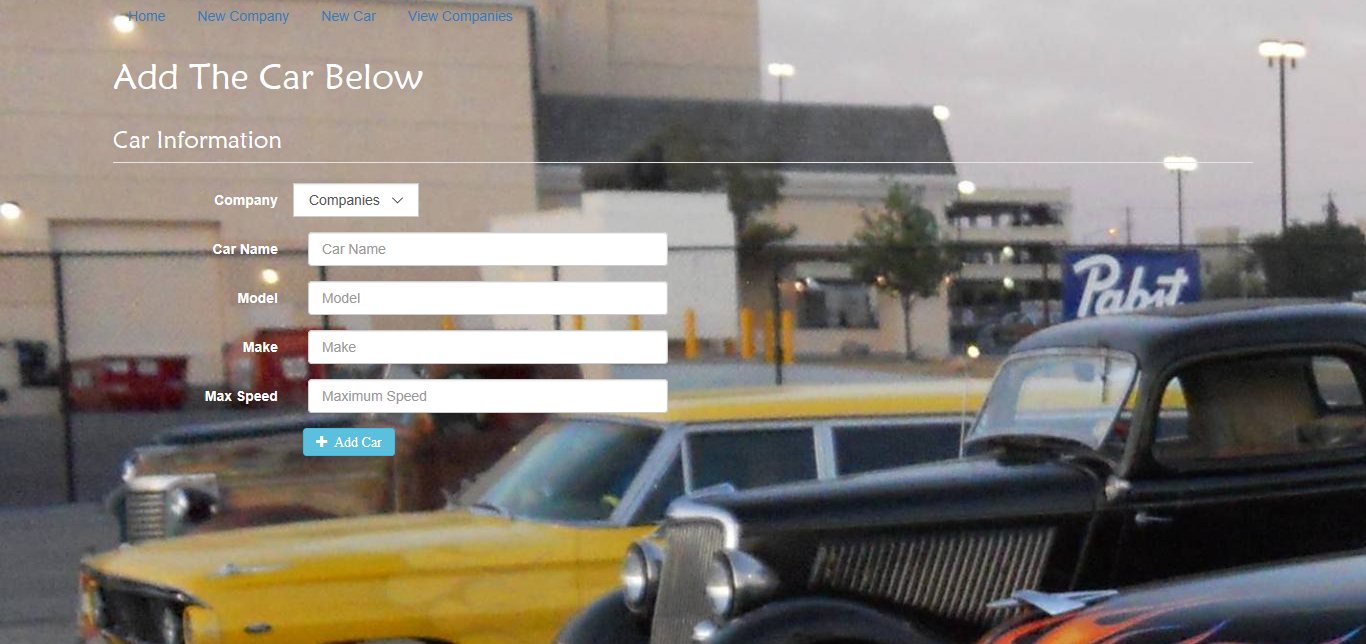 Home New Company New Car View Companies
Add The Car Below
Car Information
Company Companies
Car Name Car Name
Model Model
Make Make
Max Speed Maximum Speed
Add Car
Pabst